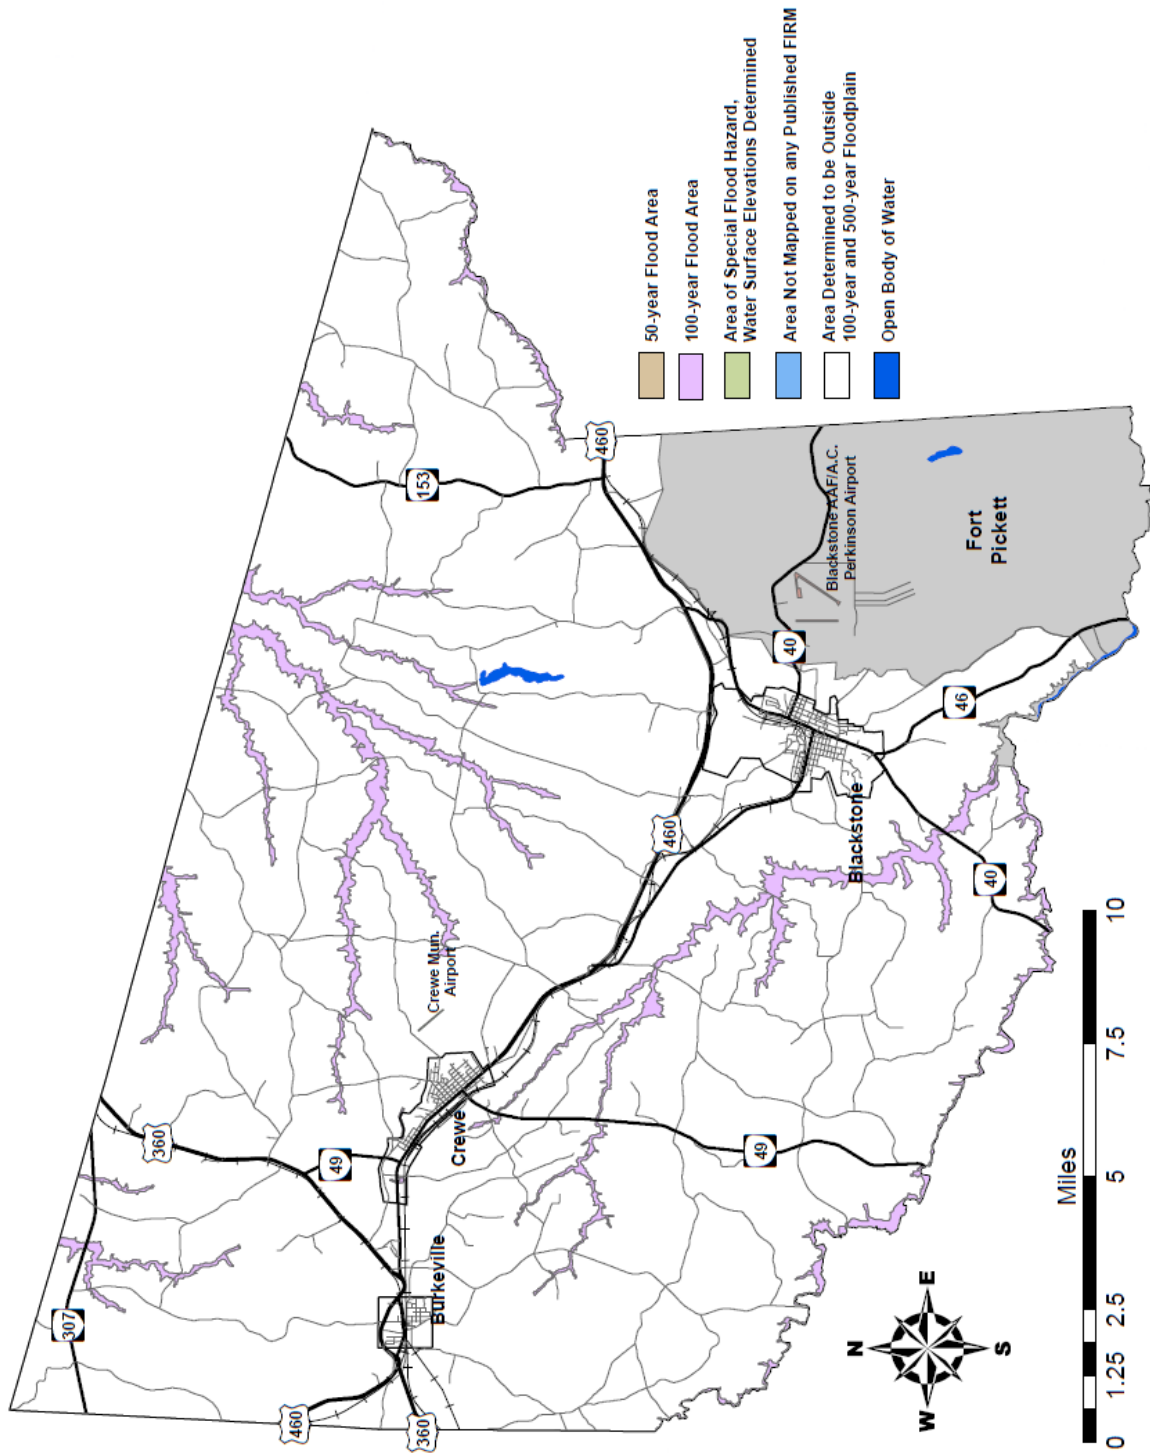 307
360
460
360
49
Burkeville
Crewe
Crewe Mun.
Airport
49
460
153
460
40
Blackstone AAF/A.C.
Perkinson Airport
Fort
Pickett
46
Blackstone
40
50-year Flood Area
100-year Flood Area
Area of Special Flood Hazard,
Water Surface Elevations Determined
Area Not Mapped on any Published FIRM
Area Determined to be Outside
100-year and 500-year Floodplain
Open Body of Water
N
W
E
S
Miles
0 1.25 2.5 5 7.5 10